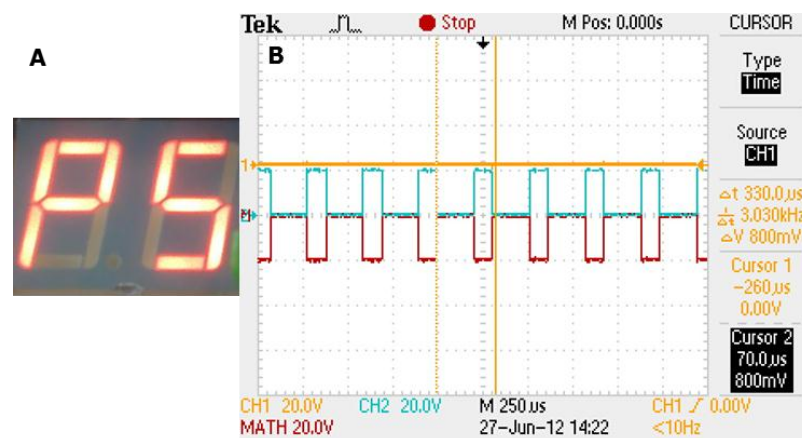 A
P5
B
Tek Stop M Pos: 0.000s CURSOR
Type
Time
Source
CH1
1
Δt 330.0µs
1/Δt 3.030kHz
ΔV 800mV
Cursor 1
-260µs
0.00V
Cursor 2
70.0µs
800mV
CH1 20.0V CH2 20.0V M 250µs CH1 0.00V
MATH 20.0V 27-Jun-12 14:22 <10Hz